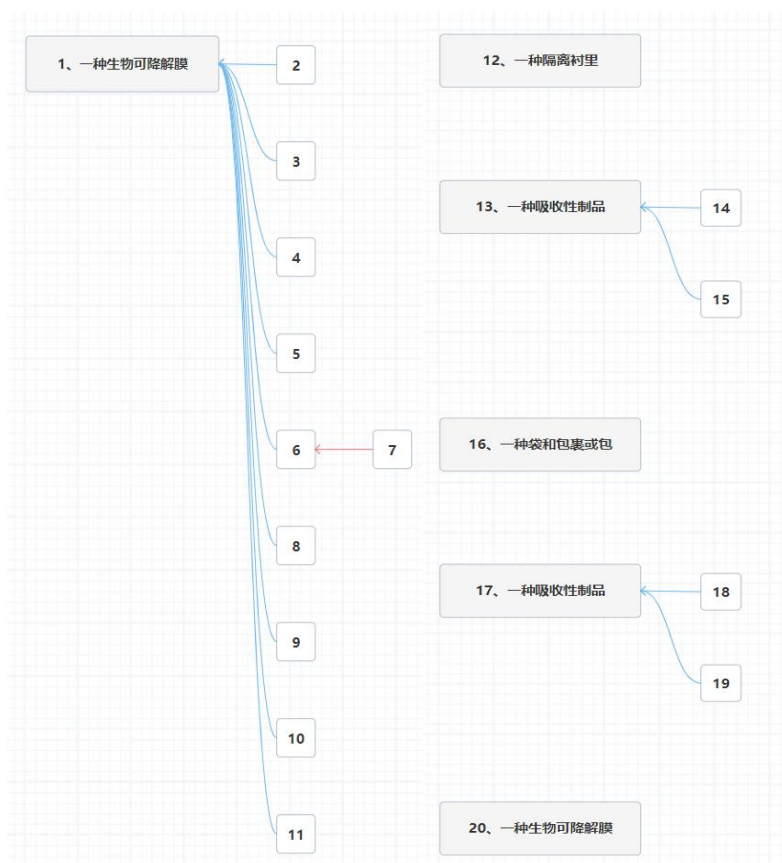 1、一种生物可降解膜
2
3
4
5
6
7
8
9
10
11
12、一种隔离衬里
13、一种吸收性制品
14
15
16、一种袋和包裹或包
17、一种吸收性制品
18
19
20、一种生物可降解膜